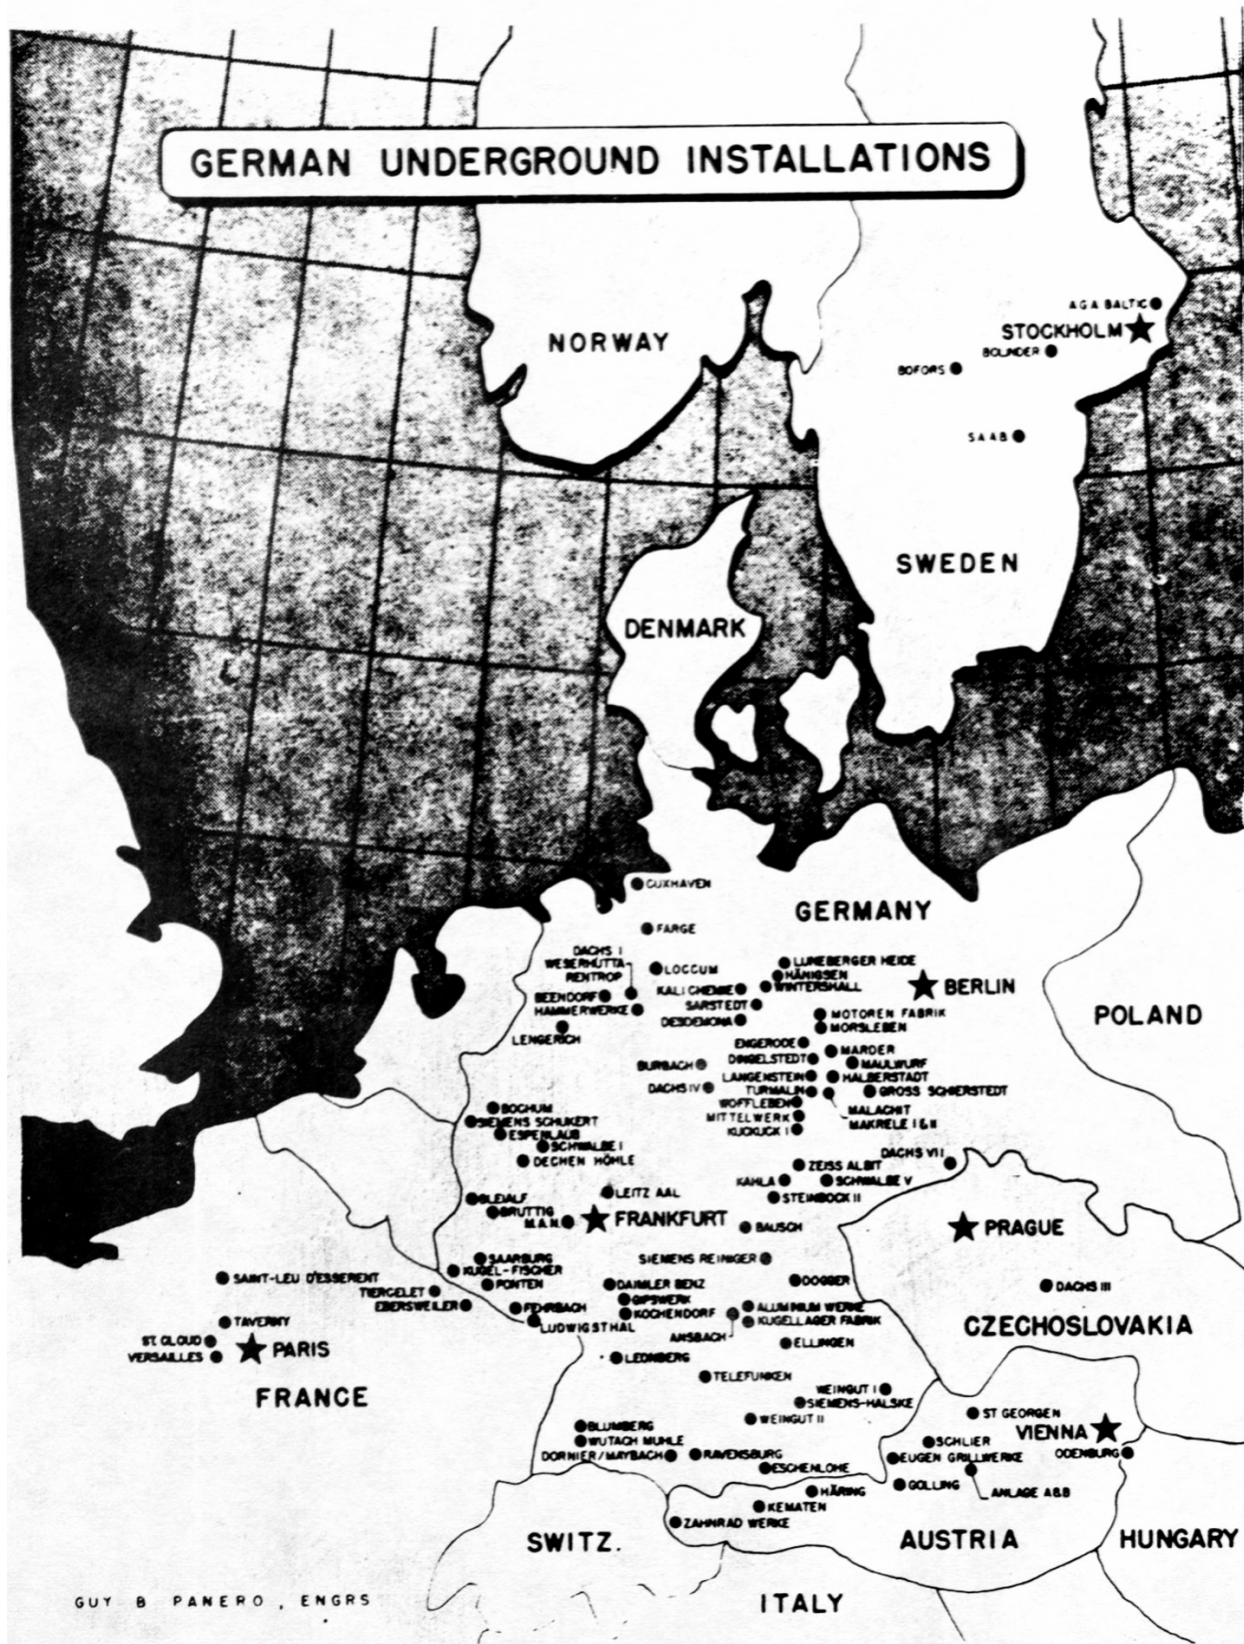 GERMAN UNDERGROUND INSTALLATIONS
NORWAY
AGA BALTIC
STOCKHOLM
BOLINDER
BOFORS
SAAB
SWEDEN
DENMARK
CUXHAVEN
GERMANY
FARGE
DACHS I
WESERHUTTA-
RENTROP
LOCCUM
LUNEBERGER HEIDE
HÄNIGSEN
WINTERSHALL
KALI CHEMIE
BERLIN
BEENDORF
HAMMERWERKE
SARSTEDT
DESDEMONA
MOTOREN FABRIK
MORSLEBEN
POLAND
LENGERICH
ENGERODE
DINGELSTEDT
MARDER
MAULWURF
BURBACH
LANGENSTEIN
HALBERSTADT
DACHS IV
TURMALIN
GROSS SCHIERSTEDT
WOFFLEBEN
MALACHIT
MAKRELE I & II
MITTELWERK
KUCKUCK I
BOCHUM
SIEMENS SCHUKERT
ESPENLAUB
SCHWALBE I
DECHEN HÖHLE
DACHS VII
ZEISS ALBIT
KAHLA
SCHWALBE V
STEINBOCK II
BLEIALF
LEITZ AAL
BRUTTIG
M.A.N.
FRANKFURT
BAUSCH
PRAGUE
SAARBURG
KUGEL-FISCHER
PONTEN
SIEMENS REINIGER
SAINT-LEU D'ESSERENT
TIERCELET
EBERSWEILER
DAIMLER BENZ
GIPSWERK
KOCHENDORF
DOGGER
DACHS III
FEHRBACH
LUDWIGSTHAL
ALUMINIUM WERKE
KUGELLAGER FABRIK
ANSBACH
CZECHOSLOVAKIA
TAVERNY
ST. CLOUD
VERSAILLES
PARIS
ELLINGEN
LEONBERG
FRANCE
TELEFUNKEN
WEINGUT I
SIEMENS-HALSKE
WEINGUT II
ST GEORGEN
VIENNA
BLUMBERG
WUTACH MUHLE
DORNIER/MAYBACH
RAVENSBURG
ESCHENLOHE
SCHLIER
EUGEN GRILLWERKE
ODENBURG
GOLLING
ANLAGE A&B
HÄRING
KEMATEN
ZAHNRAD WERKE
SWITZ.
AUSTRIA
HUNGARY
ITALY
GUY B PANERO, ENGRS